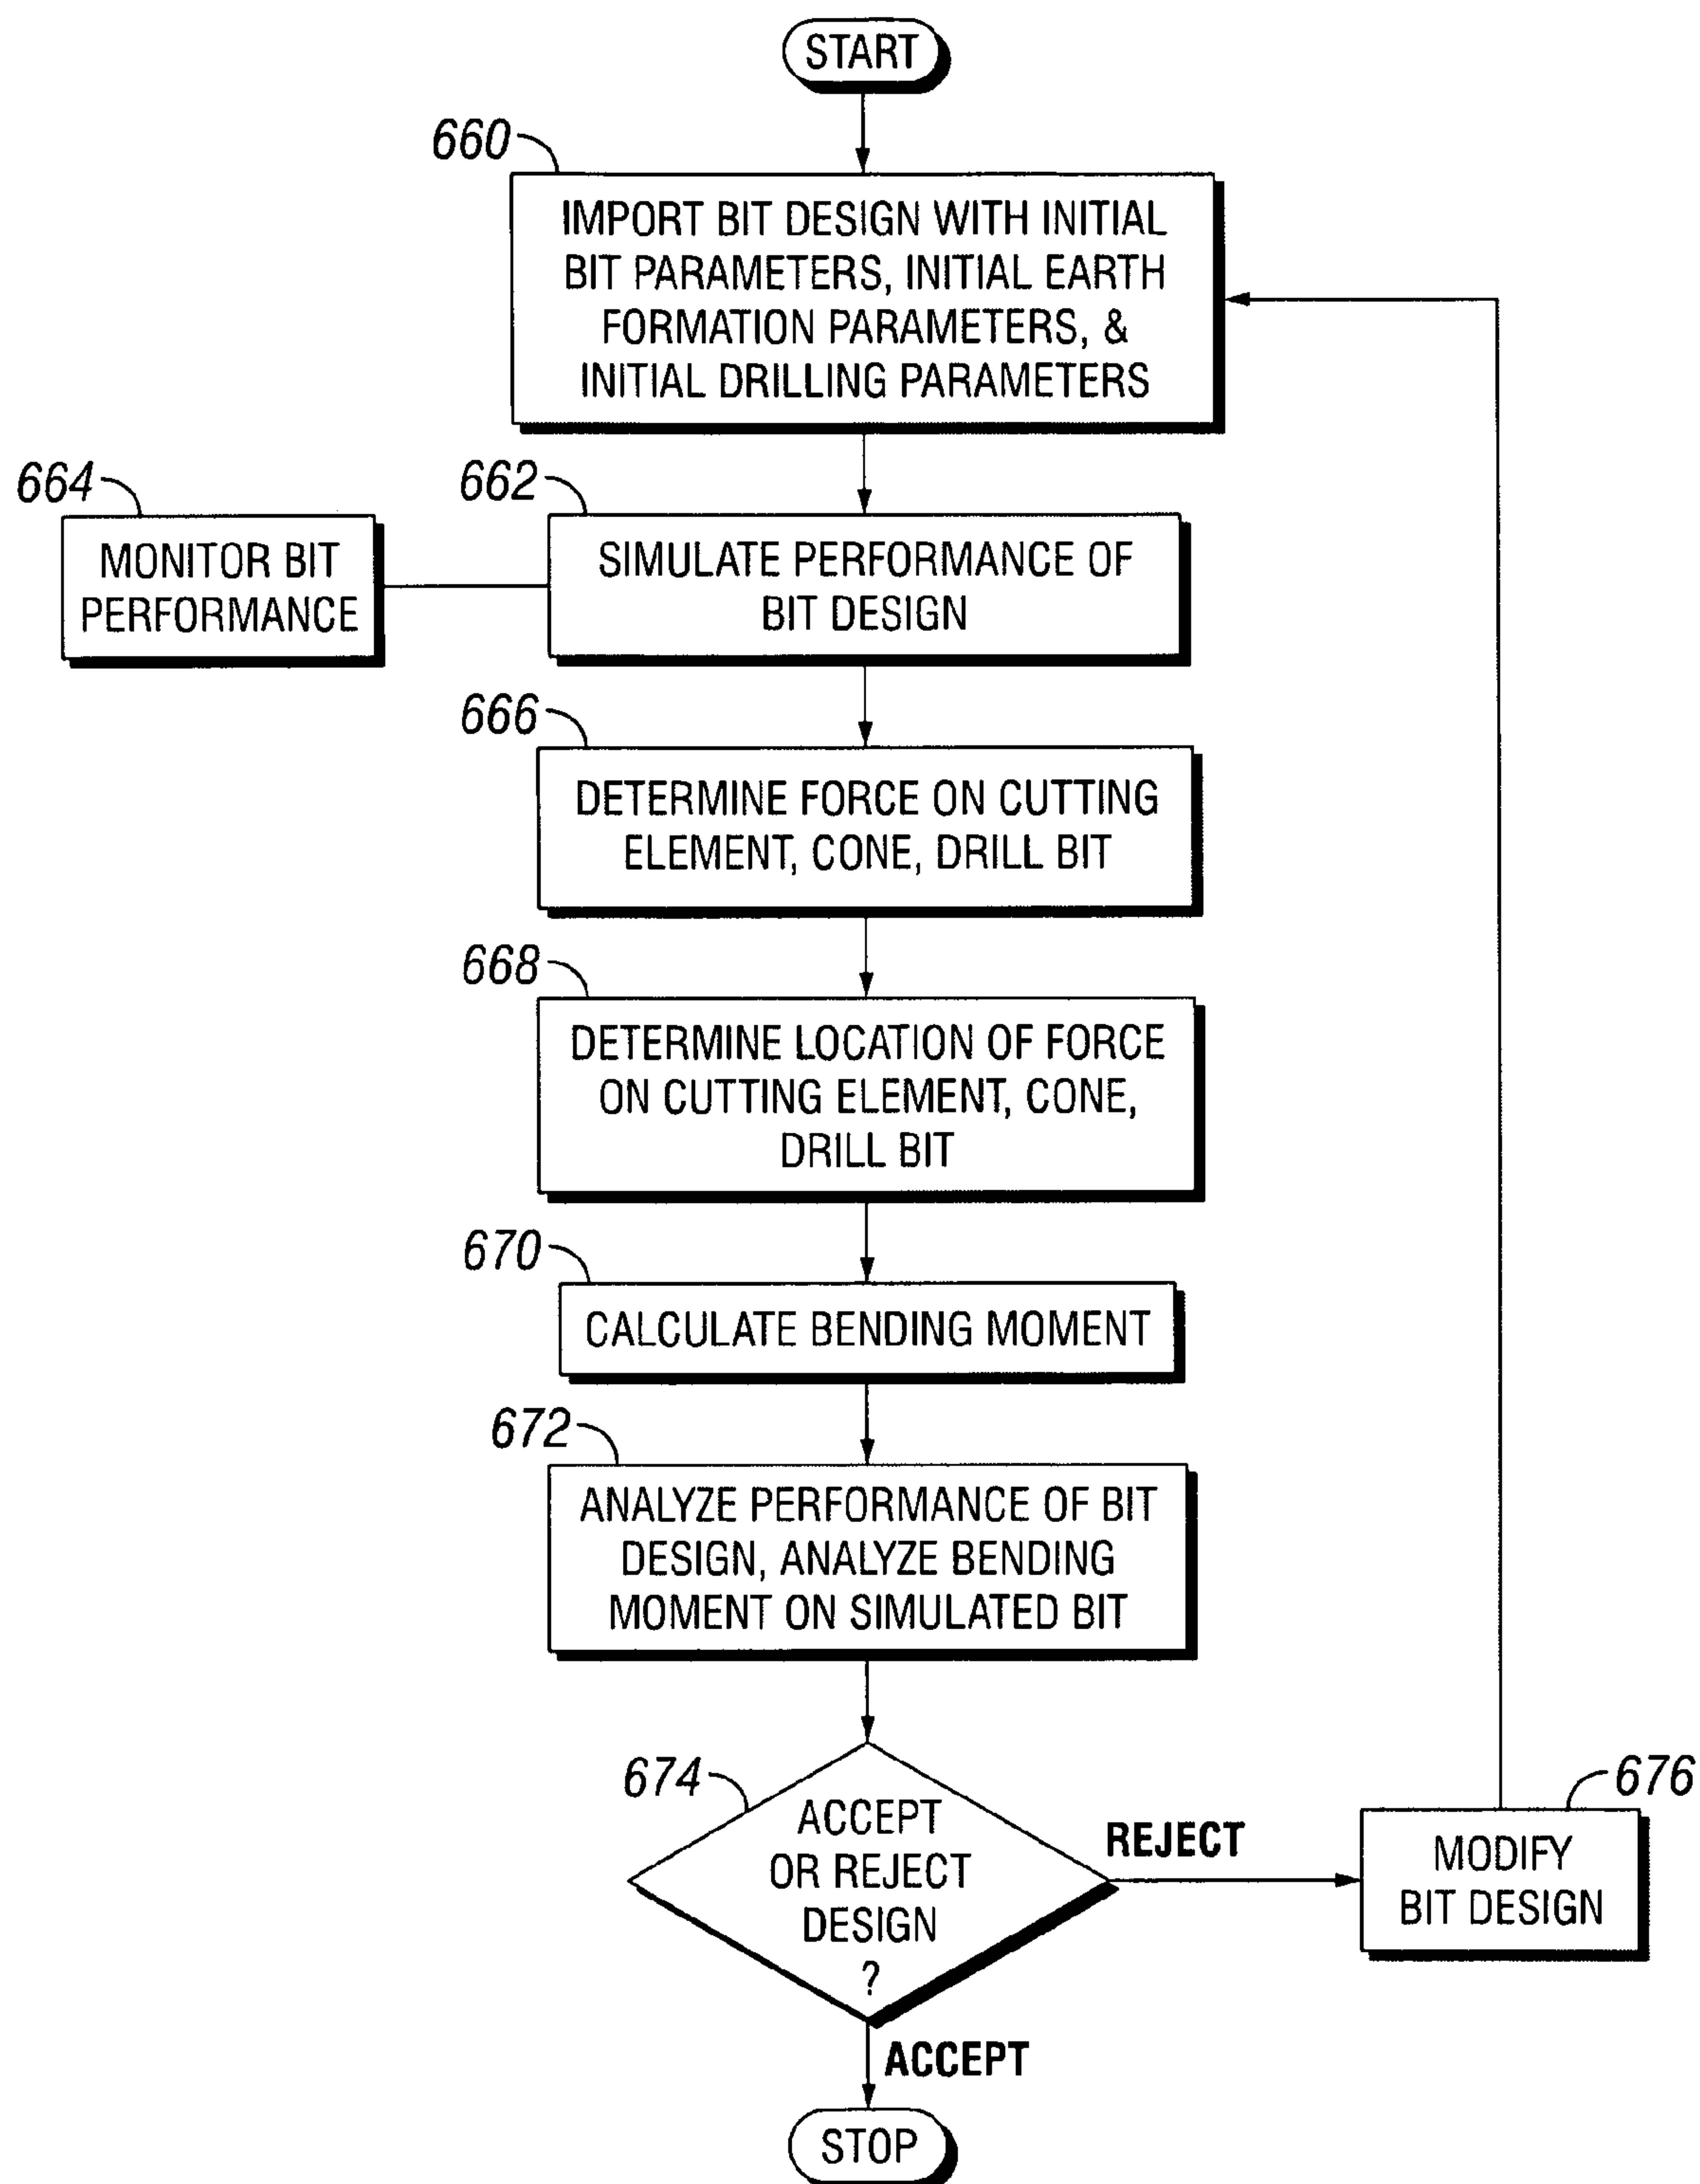 START
660
IMPORT BIT DESIGN WITH INITIAL
BIT PARAMETERS, INITIAL EARTH
FORMATION PARAMETERS, &
INITIAL DRILLING PARAMETERS
664
662
MONITOR BIT
PERFORMANCE
SIMULATE PERFORMANCE OF
BIT DESIGN
666
DETERMINE FORCE ON CUTTING
ELEMENT, CONE, DRILL BIT
668
DETERMINE LOCATION OF FORCE
ON CUTTING ELEMENT, CONE,
DRILL BIT
670
CALCULATE BENDING MOMENT
672
ANALYZE PERFORMANCE OF BIT
DESIGN, ANALYZE BENDING
MOMENT ON SIMULATED BIT
674
ACCEPT
OR REJECT
DESIGN
?
REJECT
676
MODIFY
BIT DESIGN
ACCEPT
STOP